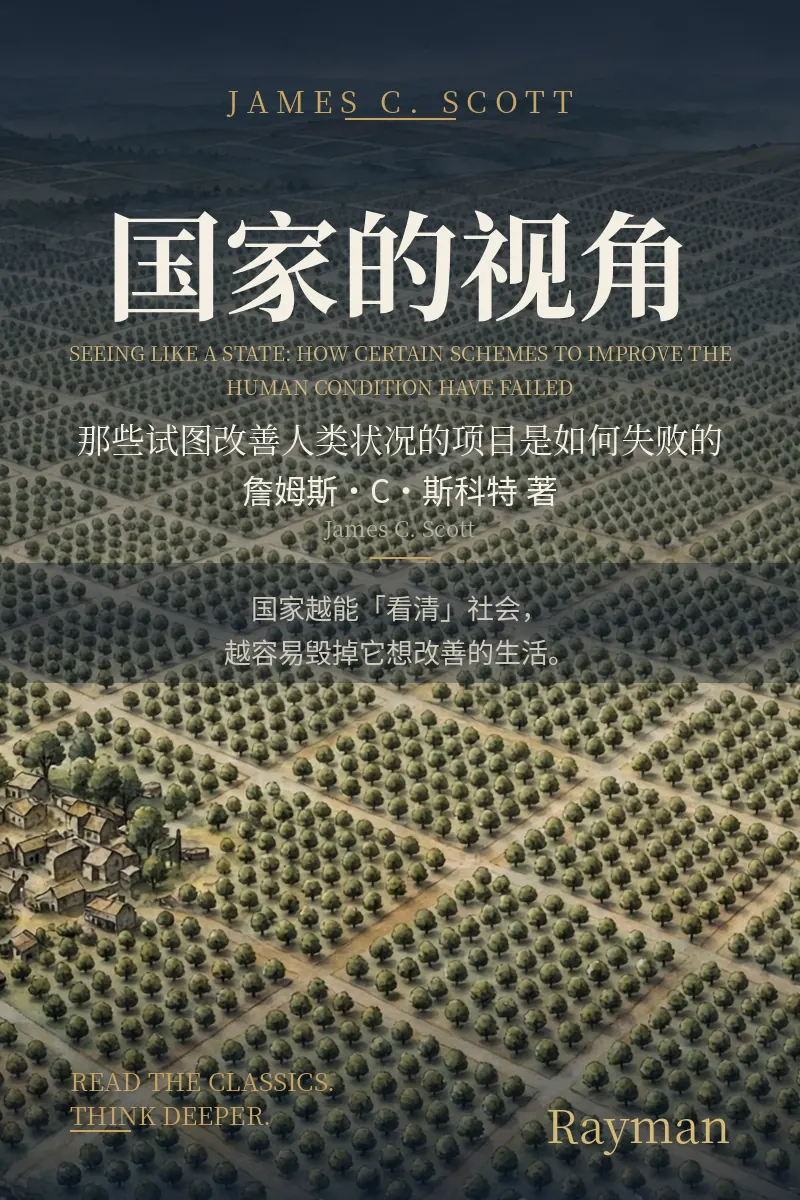 JAMES C. SCOTT
国家的视角
SEEING LIKE A STATE: HOW CERTAIN SCHEMES TO IMPROVE THE
HUMAN CONDITION HAVE FAILED
那些试图改善人类状况的项目是如何失败的
詹姆斯·C·斯科特 著
James C. Scott
国家越能「看清」社会，
越容易毁掉它想改善的生活。
READ THE CLASSICS.
THINK DEEPER.
Rayman